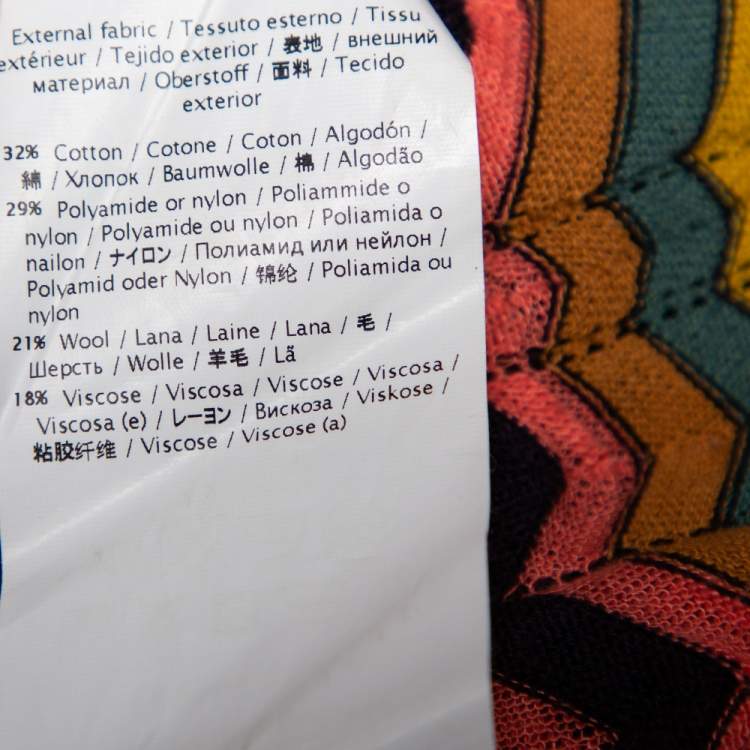 External fabric / Tessuto esterno / Tissu
extérieur / Tejido exterior / 表地 / внешний
материал / Oberstoff / 面料 / Tecido
exterior
32% Cotton / Cotone / Coton / Algodón /
綿 / Хлопок / Baumwolle / 棉 / Algodão
29% Polyamide or nylon / Poliammide o
nylon / Polyamide ou nylon / Poliamida o
nailon / ナイロン / Полиамид или нейлон /
Polyamid oder Nylon / 锦纶 / Poliamida ou
nylon
21% Wool / Lana / Laine / Lana / 毛 /
Шерсть / Wolle / 羊毛 / Lã
18% Viscose / Viscosa / Viscose / Viscosa /
Viscosa (e) / レーヨン / Вискоза / Viskose /
粘胶纤维 / Viscose / Viscose (a)